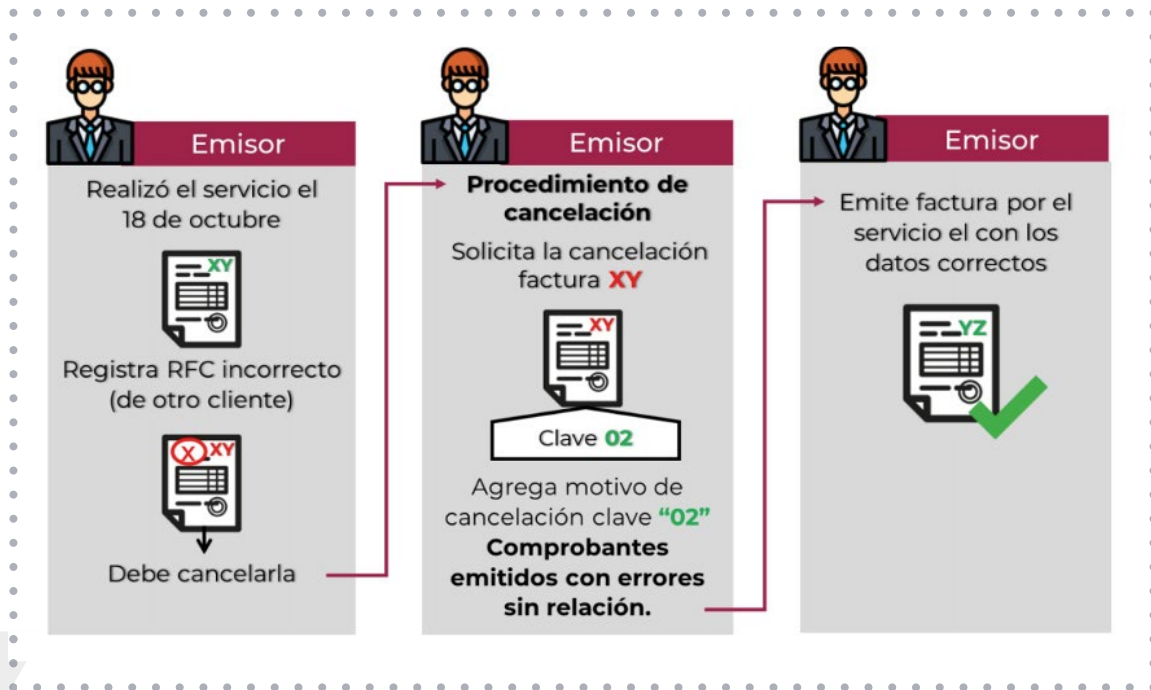 Emisor
Realizó el servicio el
18 de octubre
XY
Registra RFC incorrecto
(de otro cliente)
X XY
Debe cancelarla
Emisor
Procedimiento de
cancelación
Solicita la cancelación
factura XY
XY
Clave 02
Agrega motivo de
cancelación clave “02”
Comprobantes
emitidos con errores
sin relación.
Emisor
Emite factura por el
servicio el con los
datos correctos
YZ